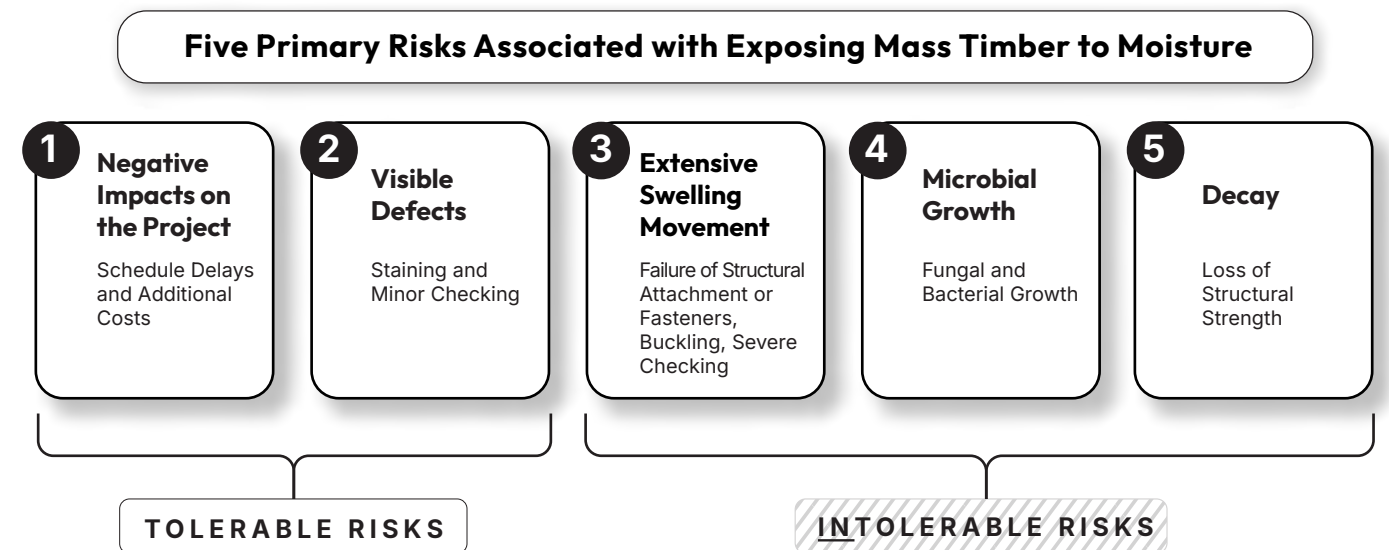 Five Primary Risks Associated with Exposing Mass Timber to Moisture
1
Negative
Impacts on
the Project
Schedule Delays
and Additional
Costs
2
Visible
Defects
Staining and
Minor Checking
3
Extensive
Swelling
Movement
Failure of Structural
Attachment or
Fasteners,
Buckling, Severe
Checking
4
Microbial
Growth
Fungal and
Bacterial Growth
5
Decay
Loss of
Structural
Strength
TOLERABLE RISKS
INTOLERABLE RISKS